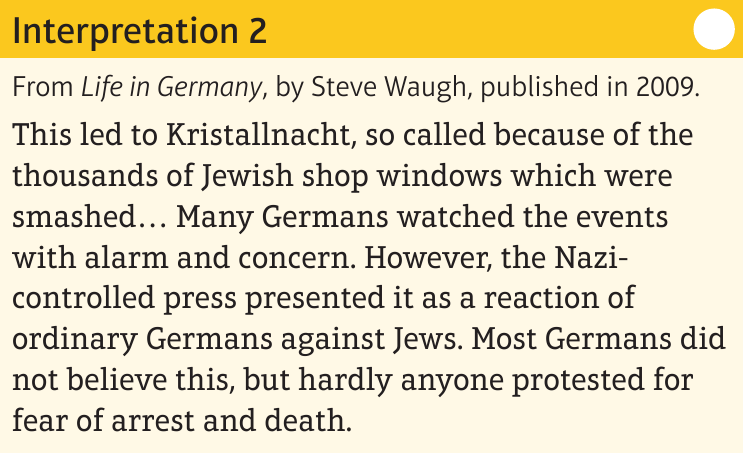 Interpretation 2
From Life in Germany, by Steve Waugh, published in 2009.
This led to Kristallnacht, so called because of the
thousands of Jewish shop windows which were
smashed... Many Germans watched the events
with alarm and concern. However, the Nazi-
controlled press presented it as a reaction of
ordinary Germans against Jews. Most Germans did
not believe this, but hardly anyone protested for
fear of arrest and death.